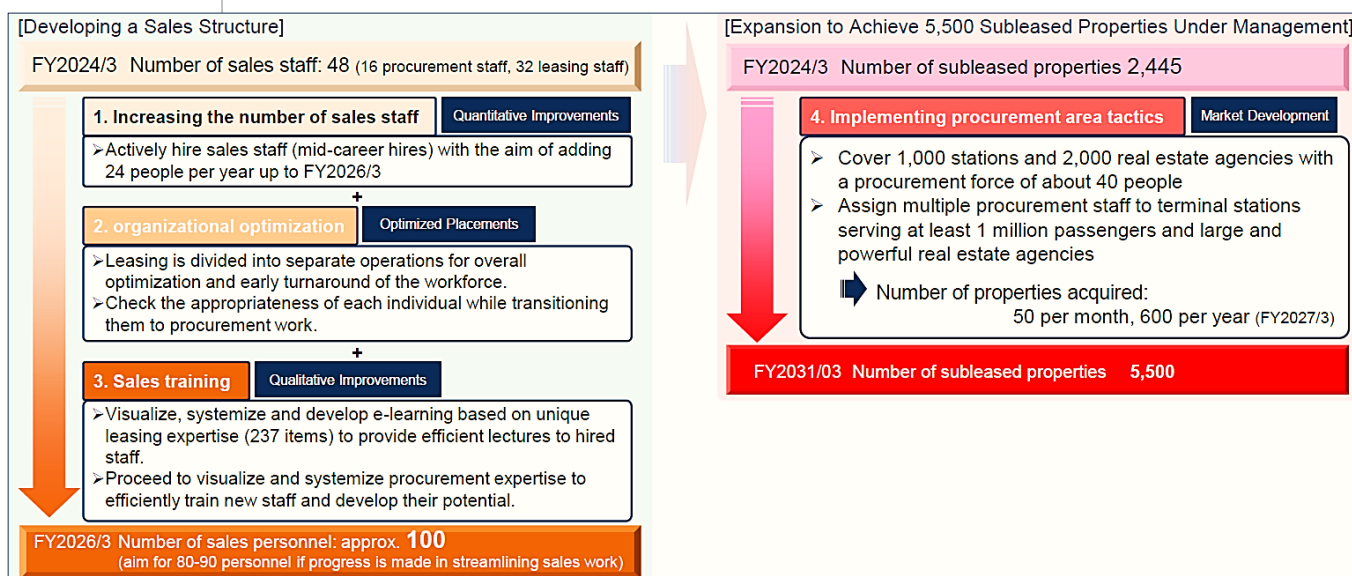 [Developing a Sales Structure]
FY2024/3 Number of sales staff: 48 (16 procurement staff, 32 leasing staff)
1. Increasing the number of sales staff
Quantitative Improvements
➢Actively hire sales staff (mid-career hires) with the aim of adding
24 people per year up to FY2026/3
+
2. organizational optimization
Optimized Placements
➢Leasing is divided into separate operations for overall
optimization and early turnaround of the workforce.
➢Check the appropriateness of each individual while transitioning
them to procurement work.
+
3. Sales training
Qualitative Improvements
➢Visualize, systemize and develop e-learning based on unique
leasing expertise (237 items) to provide efficient lectures to hired
staff.
➢Proceed to visualize and systemize procurement expertise to
efficiently train new staff and develop their potential.
FY2026/3 Number of sales personnel: approx. 100
(aim for 80-90 personnel if progress is made in streamlining sales work)
[Expansion to Achieve 5,500 Subleased Properties Under Management]
FY2024/3 Number of subleased properties 2,445
4. Implementing procurement area tactics
Market Development
➢ Cover 1,000 stations and 2,000 real estate agencies with
a procurement force of about 40 people
➢ Assign multiple procurement staff to terminal stations
serving at least 1 million passengers and large and
powerful real estate agencies
Number of properties acquired:
50 per month, 600 per year (FY2027/3)
FY2031/03 Number of subleased properties 5,500